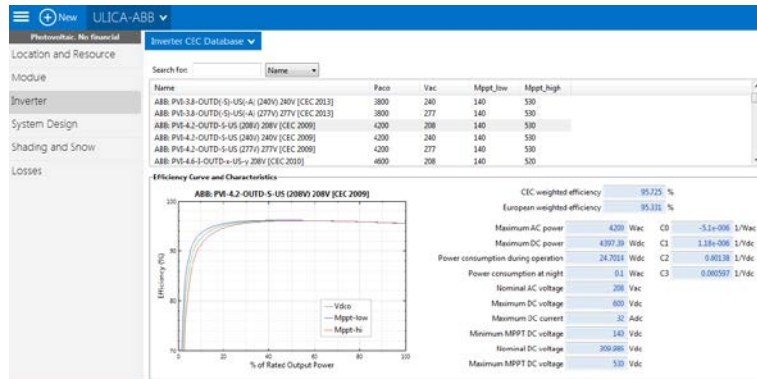 New ULICA-ABB
Photovoltaic, No financial
Location and Resource
Module
Inverter
System Design
Shading and Snow
Losses
Inverter CEC Database
Search for: Name
Name Paco Vac Mppt_low Mppt_high
ABB: PVI-3.8-OUTD(-S)-US(-A) (240V) 240V [CEC 2013] 3800 240 140 530
ABB: PVI-3.8-OUTD(-S)-US(-A) (277V) 277V [CEC 2013] 3800 277 140 530
ABB: PVI-4.2-OUTD-S-US (208V) 208V [CEC 2009] 4200 208 140 530
ABB: PVI-4.2-OUTD-S-US (240V) 240V [CEC 2009] 4200 240 140 530
ABB: PVI-4.2-OUTD-S-US (277V) 277V [CEC 2009] 4200 277 140 530
ABB: PVI-4.6-I-OUTD-x-US-y 208V [CEC 2010] 4600 208 140 520
Efficiency Curve and Characteristics
ABB: PVI-4.2-OUTD-S-US (208V) 208V [CEC 2009]
100
90
80
70
Efficiency (%)
Vdco
Mppt-low
Mppt-hi
0 20 40 60 80 100
% of Rated Output Power
CEC weighted efficiency 95.725 %
European weighted efficiency 95.331 %
Maximum AC power 4200 Wac C0 -5.1e-006 1/Wac
Maximum DC power 4397.39 Wdc C1 1.18e-006 1/Vdc
Power consumption during operation 24.7014 Wdc C2 0.00138 1/Vdc
Power consumption at night 0.1 Wac C3 0.000597 1/Vdc
Nominal AC voltage 208 Vac
Maximum DC voltage 600 Vdc
Maximum DC current 32 Adc
Minimum MPPT DC voltage 140 Vdc
Nominal DC voltage 309.986 Vdc
Maximum MPPT DC voltage 530 Vdc